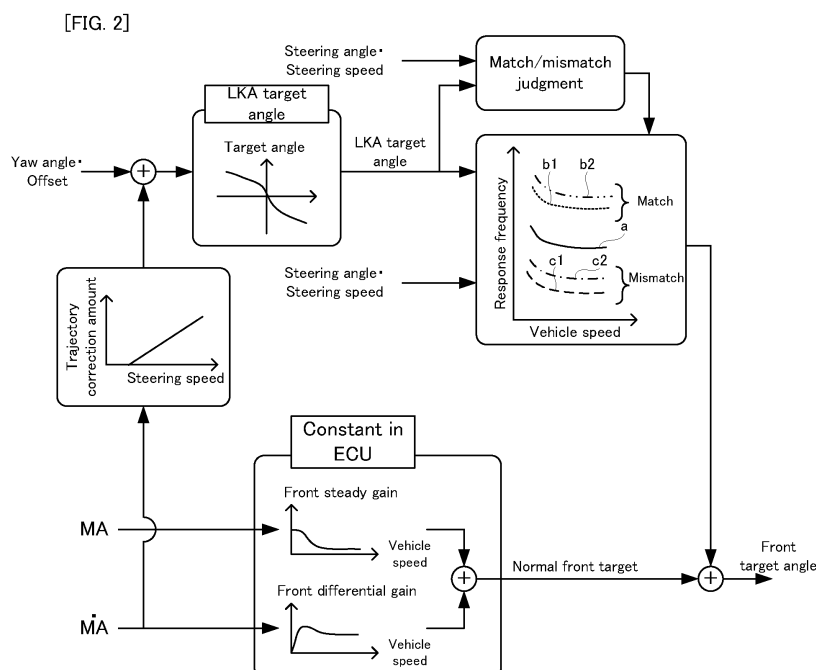 [FIG. 2]
Steering angle・
Steering speed
Match/mismatch
judgment
LKA target
angle
Target angle
LKA target
angle
Yaw angle・
Offset
+
Response frequency
b1
b2
Match
a
c1
c2
Mismatch
Vehicle speed
Steering angle・
Steering speed
Trajectory
correction amount
Steering speed
Constant in
ECU
Front steady gain
MA
Vehicle
speed
+
Normal front target
+
Front
target angle
Front differential gain
ṀA
Vehicle
speed